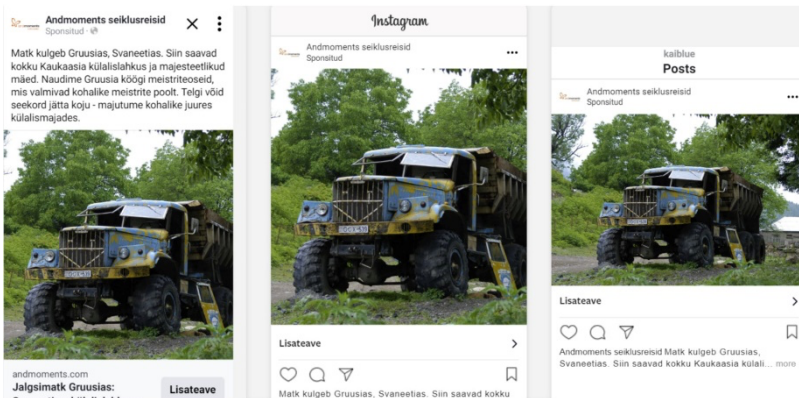 Andmoments seiklusreisid
Sponsitud
Matk kulgeb Gruusias, Svaneetias. Siin saavad
kokku Kaukaasia külalislahkus ja majesteetlikud
mäed. Naudime Gruusia köögi meistriteoseid,
mis valmivad kohalike meistrite poolt. Telgi võid
seekord jätta koju - majutume kohalike juures
külalismajades.
andmoments.com
Jalgsimatk Gruusias:
Lisateave
Instagram
Andmoments seiklusreisid
Sponsitud
Lisateave
Matk kulgeb Gruusias, Svaneetias. Siin saavad kokku
kaiblue
Posts
Andmoments seiklusreisid
Sponsitud
Lisateave
Andmoments seiklusreisid Matk kulgeb Gruusias,
Svaneetias. Siin saavad kokku Kaukaasia külali... more